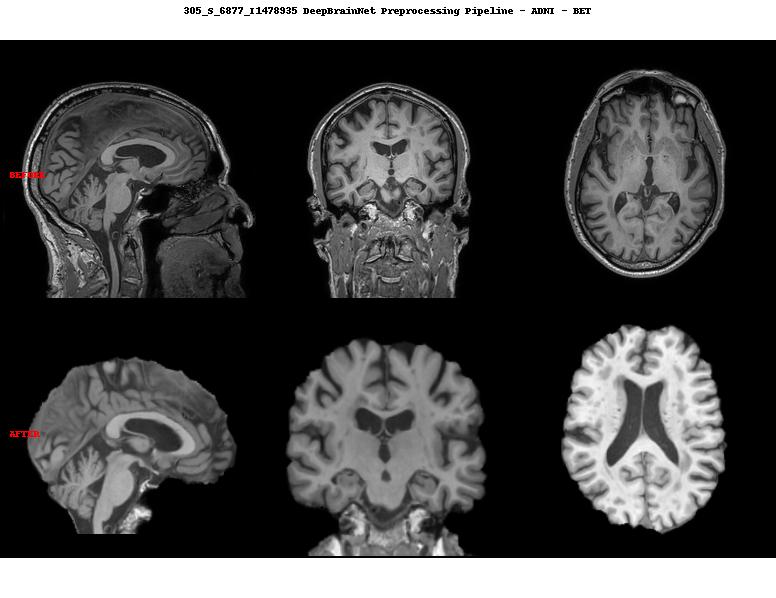 305_S_6877_I1478935 DeepBrainNet Preprocessing Pipeline - ADNI - BET
BEFORE
AFTER